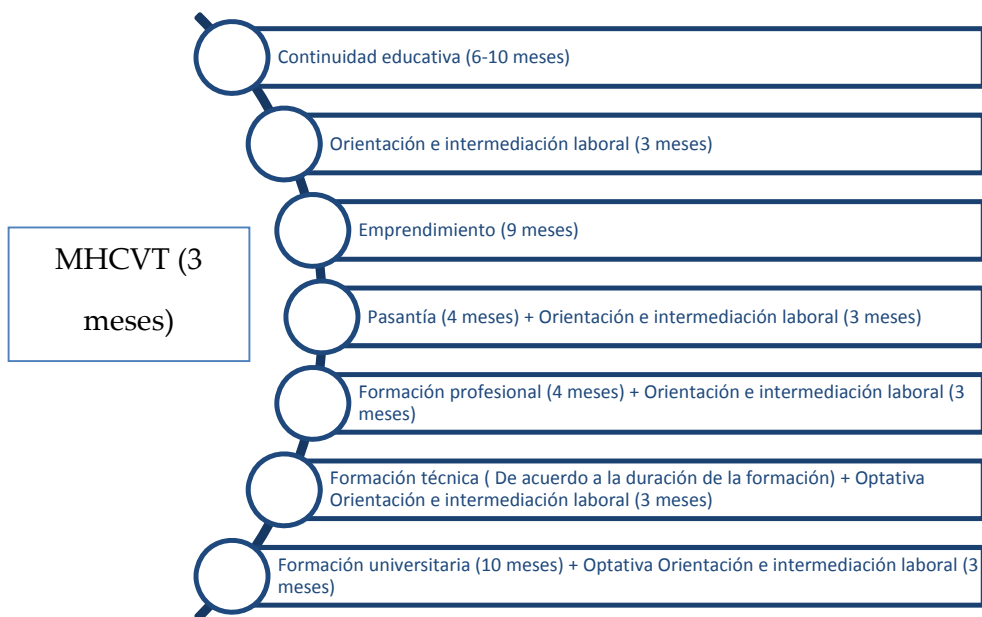 Continuidad educativa (6-10 meses)
Orientación e intermediación laboral (3 meses)
Emprendimiento (9 meses)
MHCVT (3
meses)
Pasantía (4 meses) + Orientación e intermediación laboral (3 meses)
Formación profesional (4 meses) + Orientación e intermediación laboral (3
meses)
Formación técnica ( De acuerdo a la duración de la formación) + Optativa
Orientación e intermediación laboral (3 meses)
Formación universitaria (10 meses) + Optativa Orientación e intermediación laboral (3
meses)